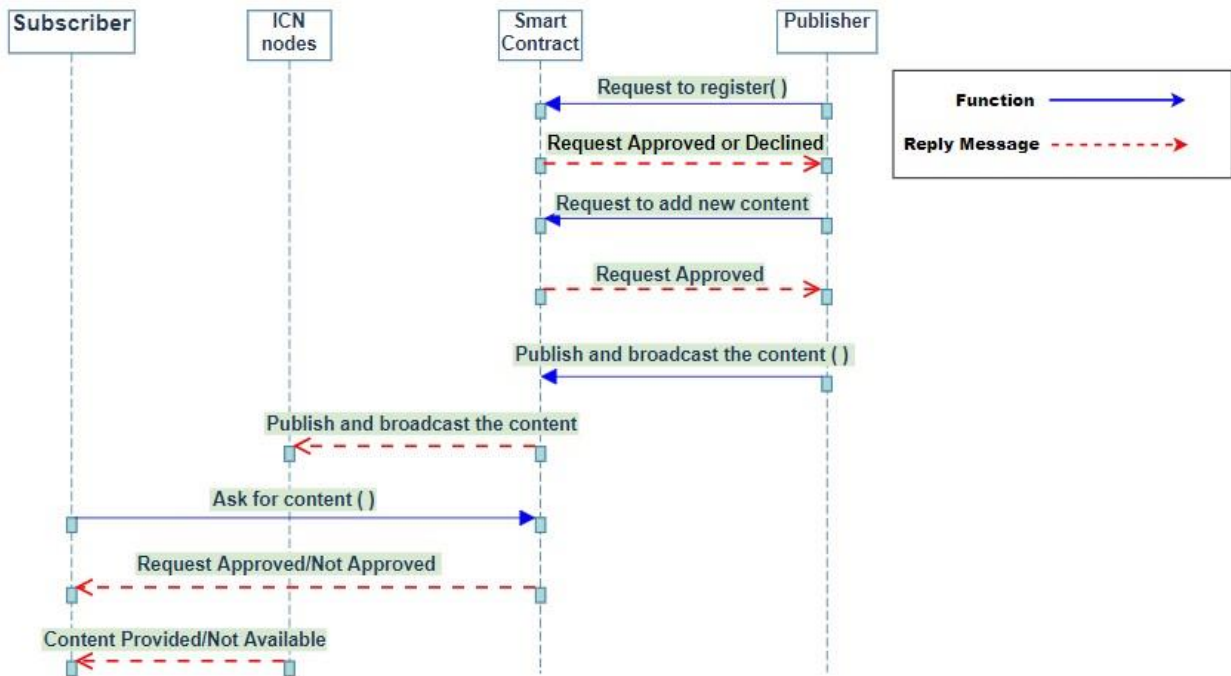 Subscriber
ICN
nodes
Smart
Contract
Publisher
Function
Reply Message
Request to register( )
Request Approved or Declined
Request to add new content
Request Approved
Publish and broadcast the content ( )
Publish and broadcast the content
Ask for content ( )
Request Approved/Not Approved
Content Provided/Not Available